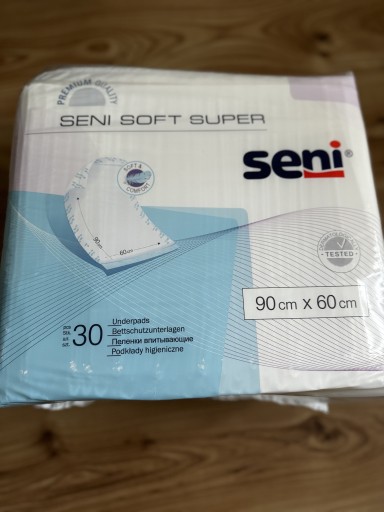 PREMIUM QUALITY
SENI SOFT SUPER
seni®
SOFT &
COMFORT
90cm
60cm
TESTED
90 cm x 60 cm
30
Underpads
Bettschutzunterlagen
Пеленки впитывающие
Podkłady higieniczne